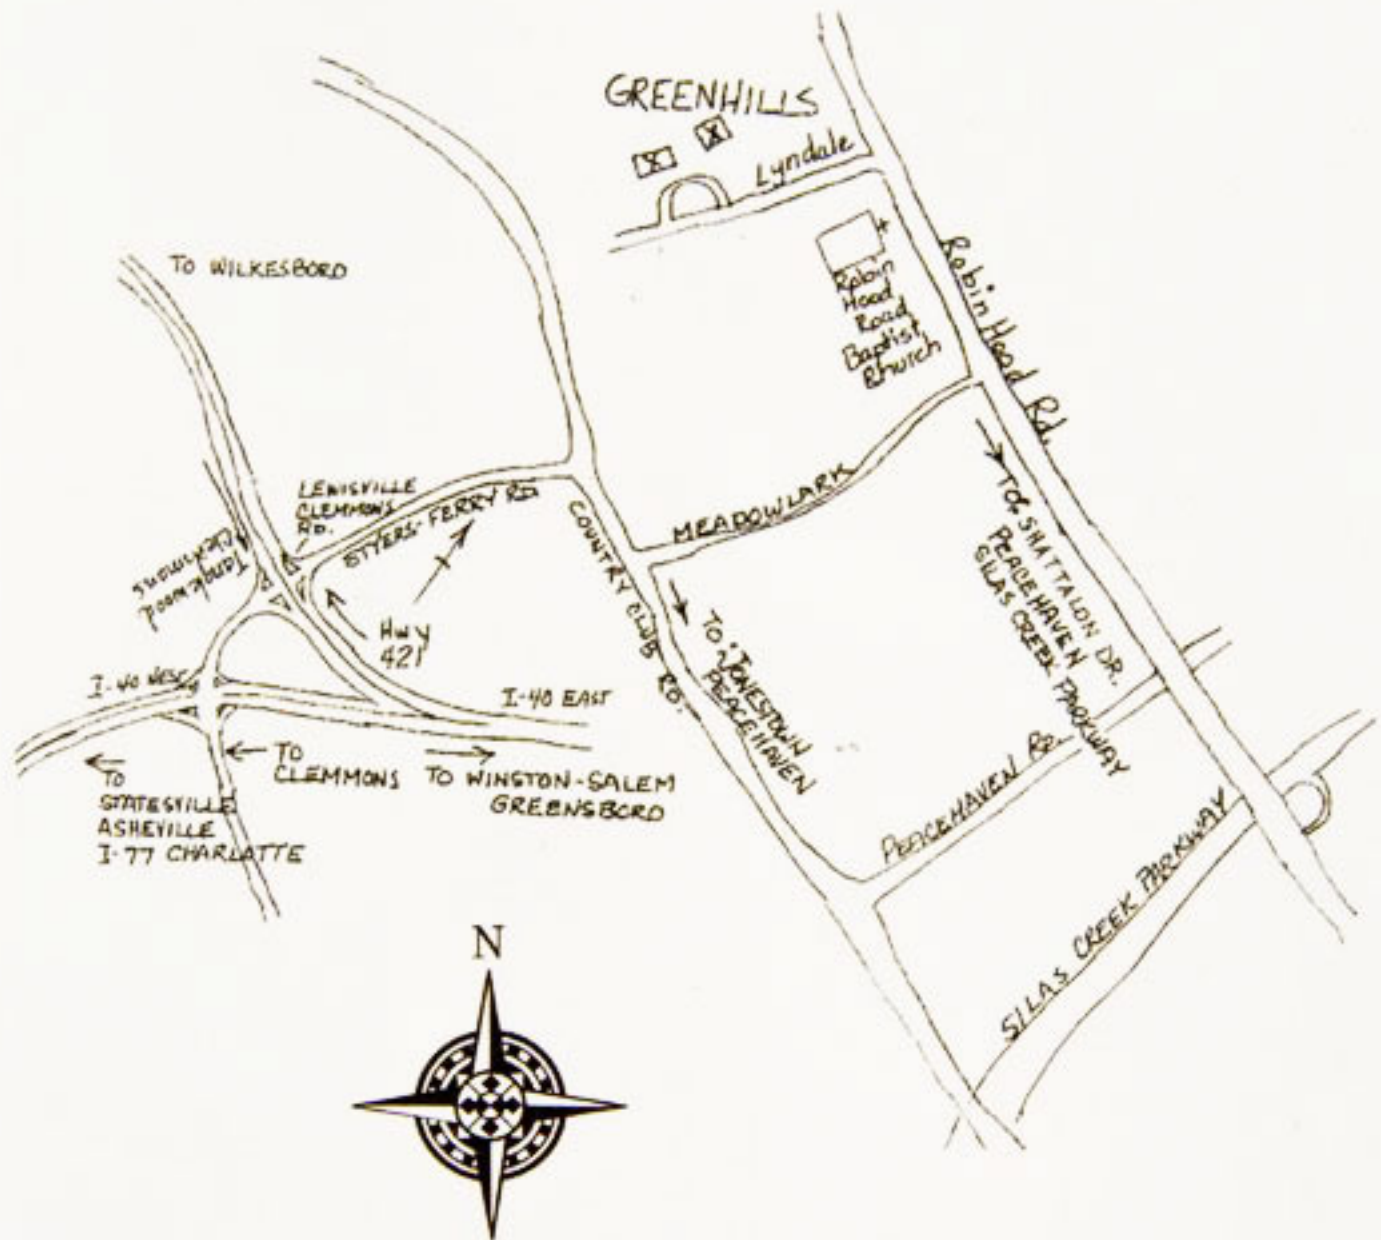 GREENHILLS
X
X
Lyndale
TO WILKESBORO
Robin
Hood
Road
Baptist
Church
Robin Hood Rd.
LEWISVILLE
CLEMMONS
RD.
STYERS-FERRY RD
MEADOWLARK
Tanglewood
Clemmons
COUNTRY CLUB RD.
HWY
421
TO: SHATTALON DR.
PEACEHAVEN
SILAS CREEK PARKWAY
TO: JONESTOWN
PEACEHAVEN
I-40 WEST
I-40 EAST
TO
CLEMMONS
TO WINSTON-SALEM
GREENSBORO
TO
STATESVILLE
ASHEVILLE
I-77 CHARLOTTE
PEACEHAVEN RD.
SILAS CREEK PARKWAY
N